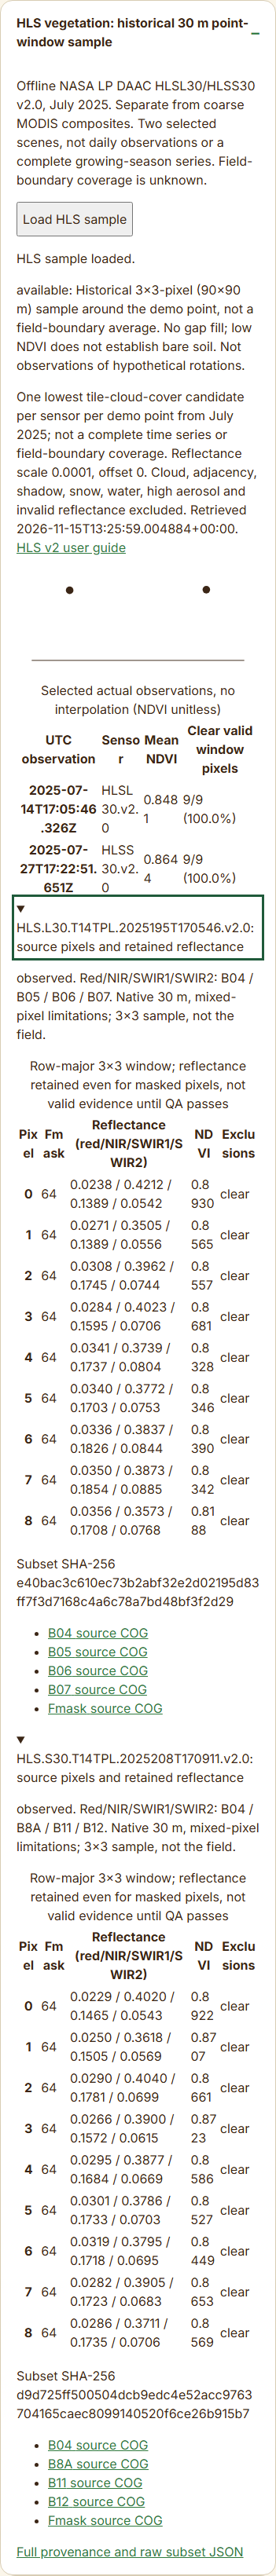 HLS vegetation: historical 30 m point-
window sample
–
Offline NASA LP DAAC HLSL30/HLSS30
v2.0, July 2025. Separate from coarse
MODIS composites. Two selected
scenes, not daily observations or a
complete growing-season series. Field-
boundary coverage is unknown.
Load HLS sample
HLS sample loaded.
available: Historical 3×3-pixel (90×90
m) sample around the demo point, not a
field-boundary average. No gap fill; low
NDVI does not establish bare soil. Not
observations of hypothetical rotations.
One lowest tile-cloud-cover candidate
per sensor per demo point from July
2025; not a complete time series or
field-boundary coverage. Reflectance
scale 0.0001, offset 0. Cloud, adjacency,
shadow, snow, water, high aerosol and
invalid reflectance excluded. Retrieved
2026-11-15T13:25:59.004884+00:00.
HLS v2 user guide
Selected actual observations, no
interpolation (NDVI unitless)
UTC observation Senso r Mean NDVI Clear valid window pixels
2025-07-14T17:05:46.326Z HLSL30.v2.0 0.8481 9/9 (100.0%)
2025-07-27T17:22:51.651Z HLSS30.v2.0 0.8644 9/9 (100.0%)
▼
HLS.L30.T14TPL.2025195T170546.v2.0:
source pixels and retained reflectance
observed. Red/NIR/SWIR1/SWIR2: B04 /
B05 / B06 / B07. Native 30 m, mixed-
pixel limitations; 3×3 sample, not the
field.
Row-major 3×3 window; reflectance
retained even for masked pixels, not
valid evidence until QA passes
Pixel Fmask Reflectance (red/NIR/SWIR1/SWIR2) NDVI Exclusions
0 64 0.0238 / 0.4212 / 0.1389 / 0.0542 0.8930 clear
1 64 0.0271 / 0.3505 / 0.1389 / 0.0556 0.8565 clear
2 64 0.0308 / 0.3962 / 0.1745 / 0.0744 0.8557 clear
3 64 0.0284 / 0.4023 / 0.1595 / 0.0706 0.8681 clear
4 64 0.0341 / 0.3739 / 0.1737 / 0.0804 0.8328 clear
5 64 0.0340 / 0.3772 / 0.1703 / 0.0753 0.8346 clear
6 64 0.0336 / 0.3837 / 0.1826 / 0.0844 0.8390 clear
7 64 0.0350 / 0.3873 / 0.1854 / 0.0885 0.8342 clear
8 64 0.0356 / 0.3573 / 0.1708 / 0.0768 0.8188 clear
Subset SHA-256
e40bac3c610ec73b2abf32e2d02195d83
ff7f3d7168c4a6c78a7bd48bf3f2d29
• B04 source COG
• B05 source COG
• B06 source COG
• B07 source COG
• Fmask source COG
▼
HLS.S30.T14TPL.2025208T170911.v2.0:
source pixels and retained reflectance
observed. Red/NIR/SWIR1/SWIR2: B04 /
B8A / B11 / B12. Native 30 m, mixed-pixel
limitations; 3×3 sample, not the field.
Row-major 3×3 window; reflectance
retained even for masked pixels, not
valid evidence until QA passes
Pixel Fmask Reflectance (red/NIR/SWIR1/SWIR2) NDVI Exclusions
0 64 0.0229 / 0.4020 / 0.1465 / 0.0543 0.8922 clear
1 64 0.0250 / 0.3618 / 0.1505 / 0.0569 0.8707 clear
2 64 0.0290 / 0.4040 / 0.1781 / 0.0699 0.8661 clear
3 64 0.0266 / 0.3900 / 0.1572 / 0.0615 0.8723 clear
4 64 0.0295 / 0.3877 / 0.1684 / 0.0669 0.8586 clear
5 64 0.0301 / 0.3786 / 0.1733 / 0.0703 0.8527 clear
6 64 0.0319 / 0.3795 / 0.1718 / 0.0695 0.8449 clear
7 64 0.0282 / 0.3905 / 0.1723 / 0.0683 0.8653 clear
8 64 0.0286 / 0.3711 / 0.1735 / 0.0706 0.8569 clear
Subset SHA-256
d9d725ff500504dcb9edc4e52acc9763
704165caec8099140520f6ce26b915b7
• B04 source COG
• B8A source COG
• B11 source COG
• B12 source COG
• Fmask source COG
Full provenance and raw subset JSON